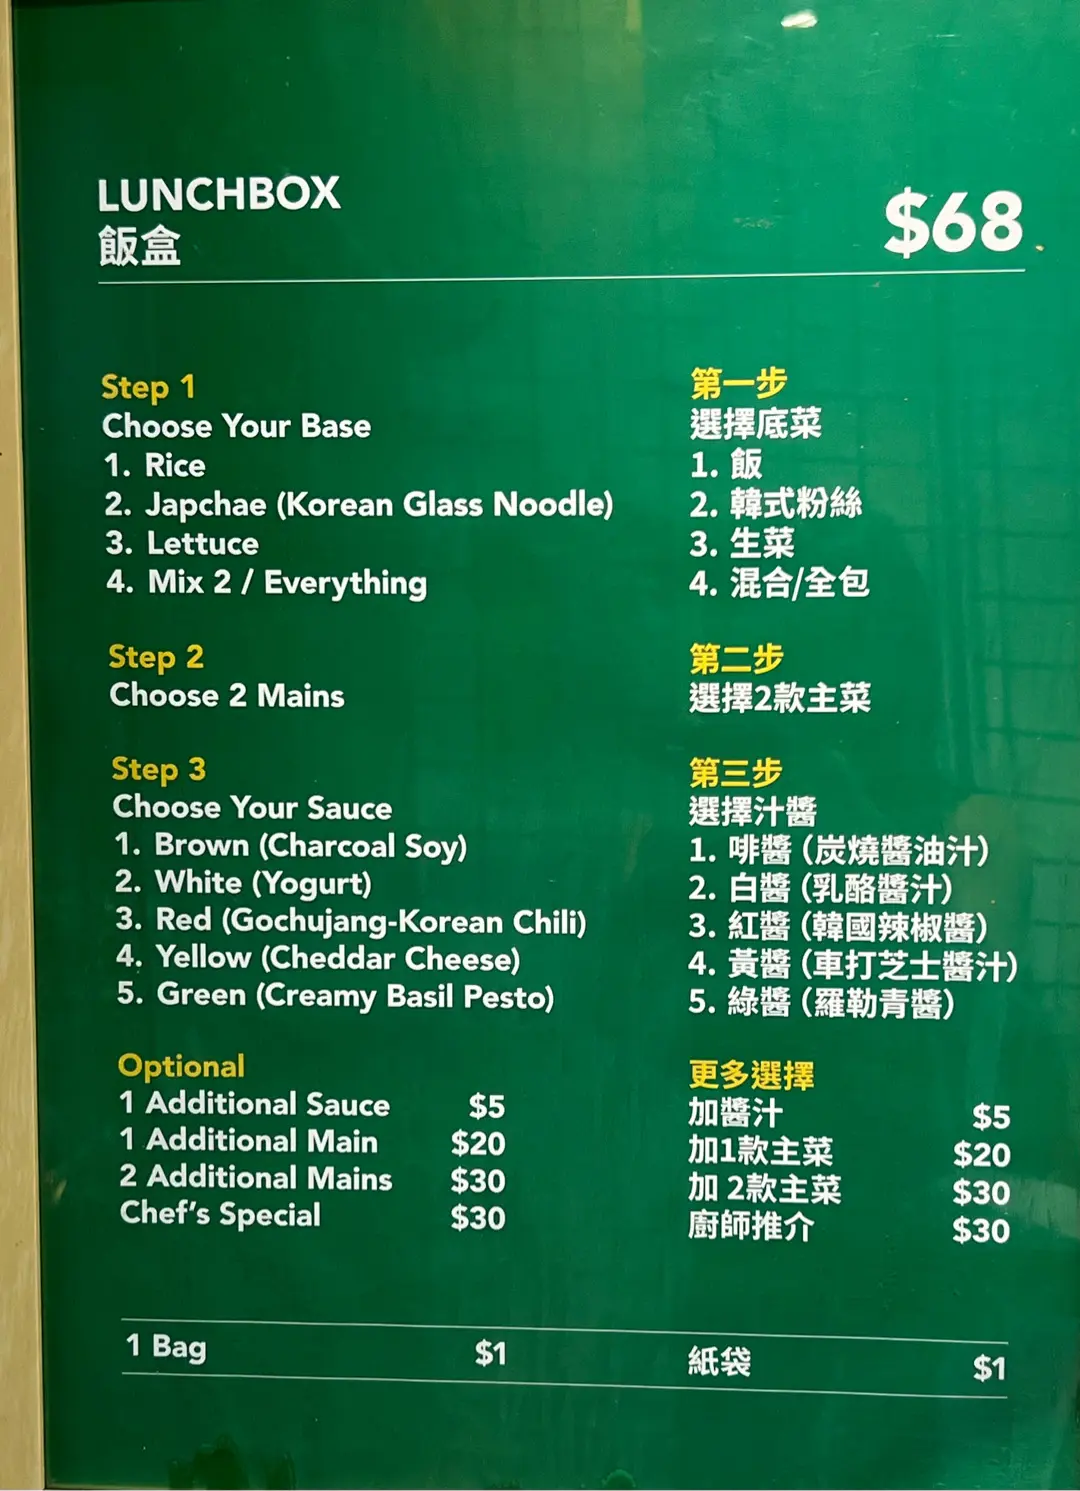 LUNCHBOX
飯盒
$68
Step 1
Choose Your Base
1. Rice
2. Japchae (Korean Glass Noodle)
3. Lettuce
4. Mix 2 / Everything
Step 2
Choose 2 Mains
Step 3
Choose Your Sauce
1. Brown (Charcoal Soy)
2. White (Yogurt)
3. Red (Gochujang-Korean Chili)
4. Yellow (Cheddar Cheese)
5. Green (Creamy Basil Pesto)
Optional
1 Additional Sauce $5
1 Additional Main $20
2 Additional Mains $30
Chef's Special $30
1 Bag $1
第一步
選擇底菜
1. 飯
2. 韓式粉絲
3. 生菜
4. 混合/全包
第二步
選擇2款主菜
第三步
選擇汁醬
1. 啡醬 (炭燒醬油汁)
2. 白醬 (乳酪醬汁)
3. 紅醬 (韓國辣椒醬)
4. 黃醬 (車打芝士醬汁)
5. 綠醬 (羅勒青醬)
更多選擇
加醬汁 $5
加1款主菜 $20
加 2款主菜 $30
廚師推介 $30
紙袋 $1